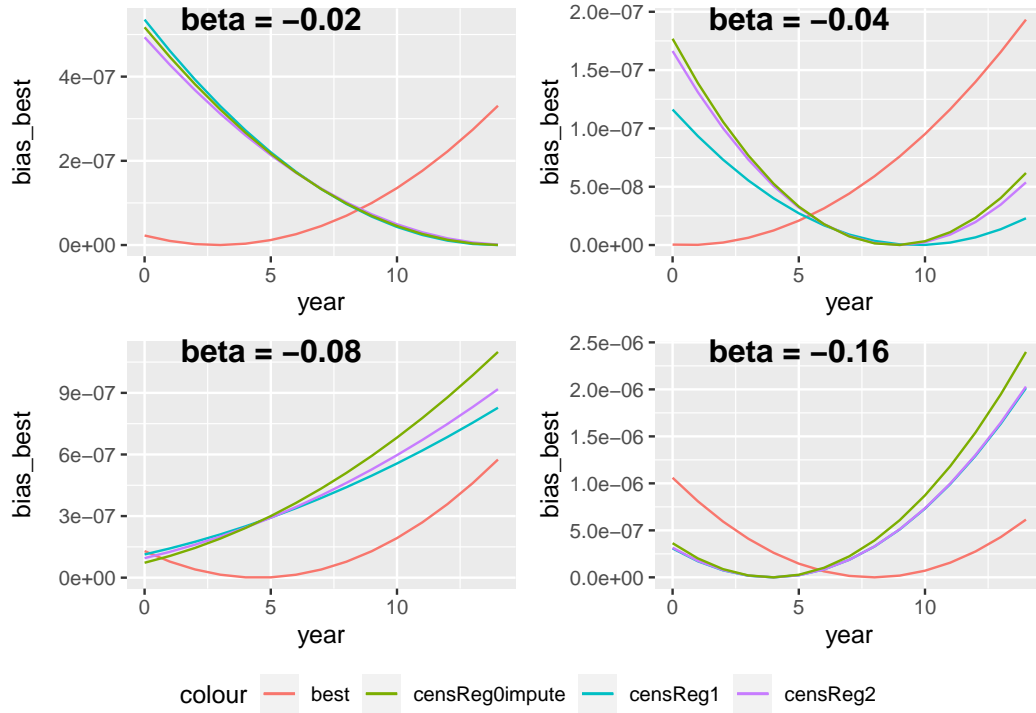 beta = −0.02
4e−07
2e−07
0e+00
bias_best
0 5 10
year
beta = −0.04
2.0e−07
1.5e−07
1.0e−07
5.0e−08
0.0e+00
bias_best
0 5 10
year
beta = −0.08
9e−07
6e−07
3e−07
0e+00
bias_best
0 5 10
year
beta = −0.16
2.5e−06
2.0e−06
1.5e−06
1.0e−06
5.0e−07
0.0e+00
bias_best
0 5 10
year
colour best censReg0impute censReg1 censReg2